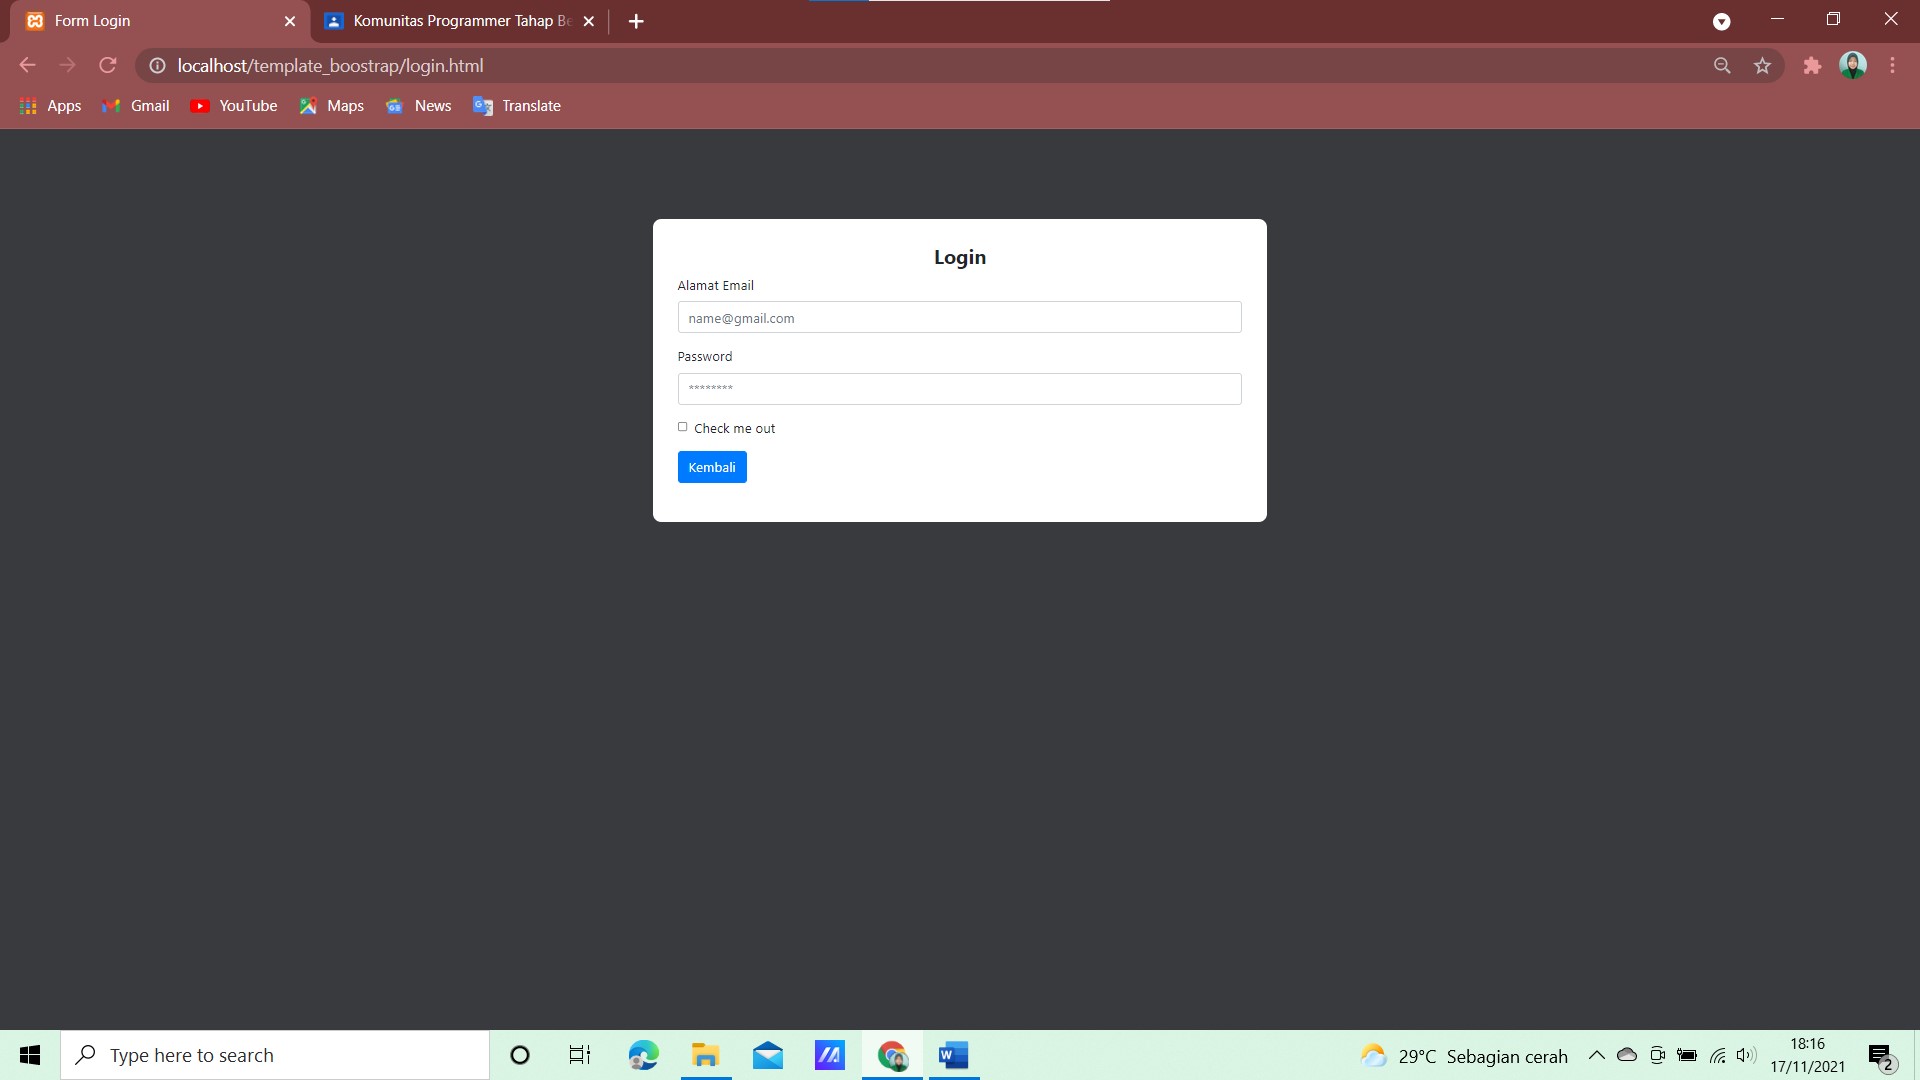 Form Login
Komunitas Programmer Tahap Be
localhost/template_boostrap/login.html
Apps
Gmail
YouTube
Maps
News
Translate
Login
Alamat Email
name@gmail.com
Password
********
Check me out
Kembali
Type here to search
29°C Sebagian cerah
18:16
17/11/2021
2